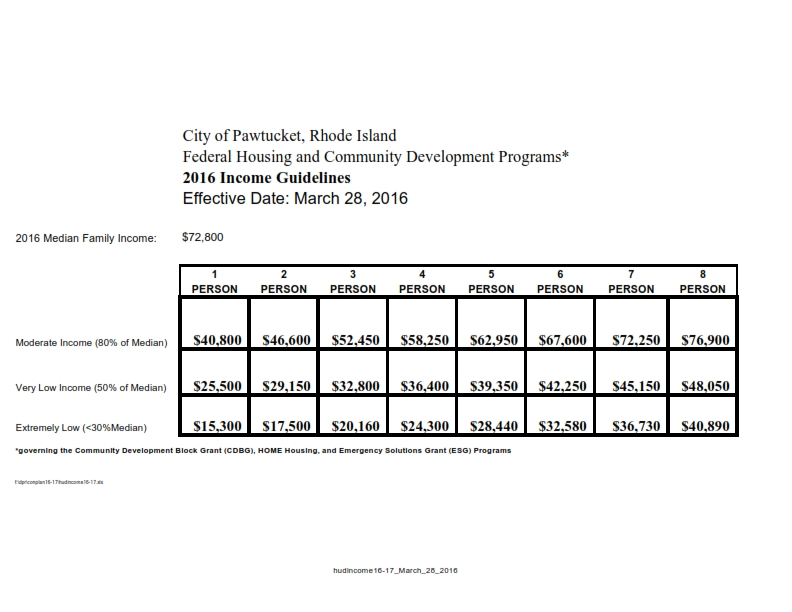 City of Pawtucket, Rhode Island
Federal Housing and Community Development Programs*
2016 Income Guidelines
Effective Date: March 28, 2016
2016 Median Family Income: $72,800
1 2 3 4 5 6 7 8
PERSON PERSON PERSON PERSON PERSON PERSON PERSON PERSON
Moderate Income (80% of Median) $40,800 $46,600 $52,450 $58,250 $62,950 $67,600 $72,250 $76,900
Very Low Income (50% of Median) $25,500 $29,150 $32,800 $36,400 $39,350 $42,250 $45,150 $48,050
Extremely Low (<30%Median) $15,300 $17,500 $20,160 $24,300 $28,440 $32,580 $36,730 $40,890
*governing the Community Development Block Grant (CDBG), HOME Housing, and Emergency Solutions Grant (ESG) Programs
hudincome16-17_March_28_2016